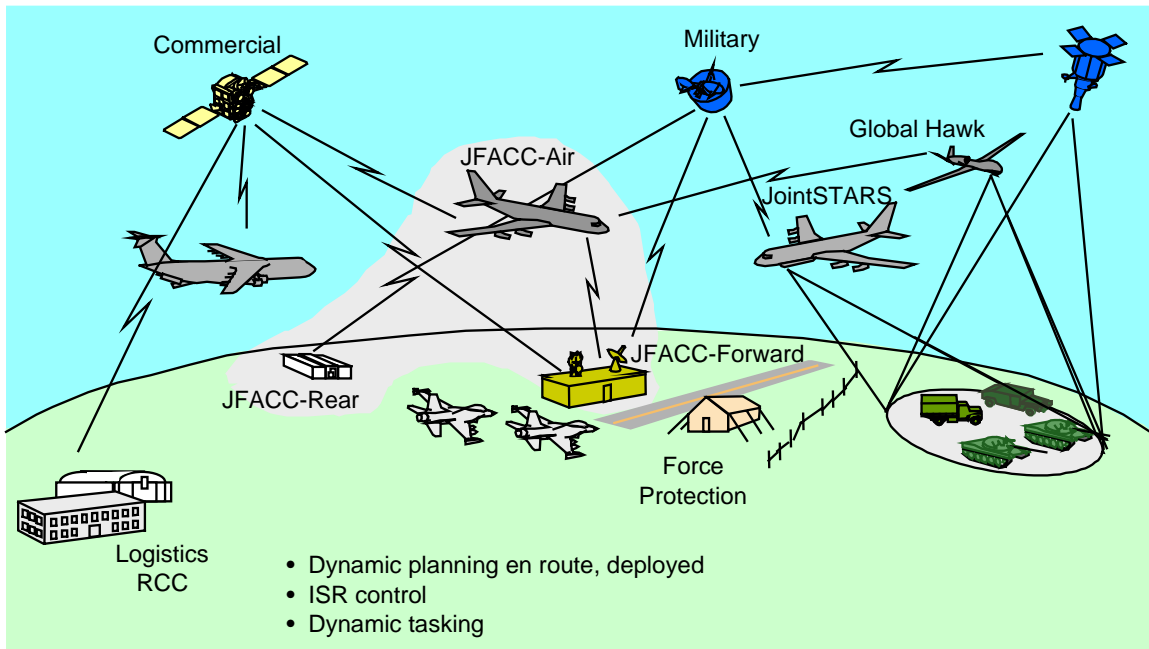 Commercial
Military
Global Hawk
JFACC-Air
JointSTARS
JFACC-Forward
JFACC-Rear
Force
Protection
Logistics
RCC
• Dynamic planning en route, deployed
• ISR control
• Dynamic tasking